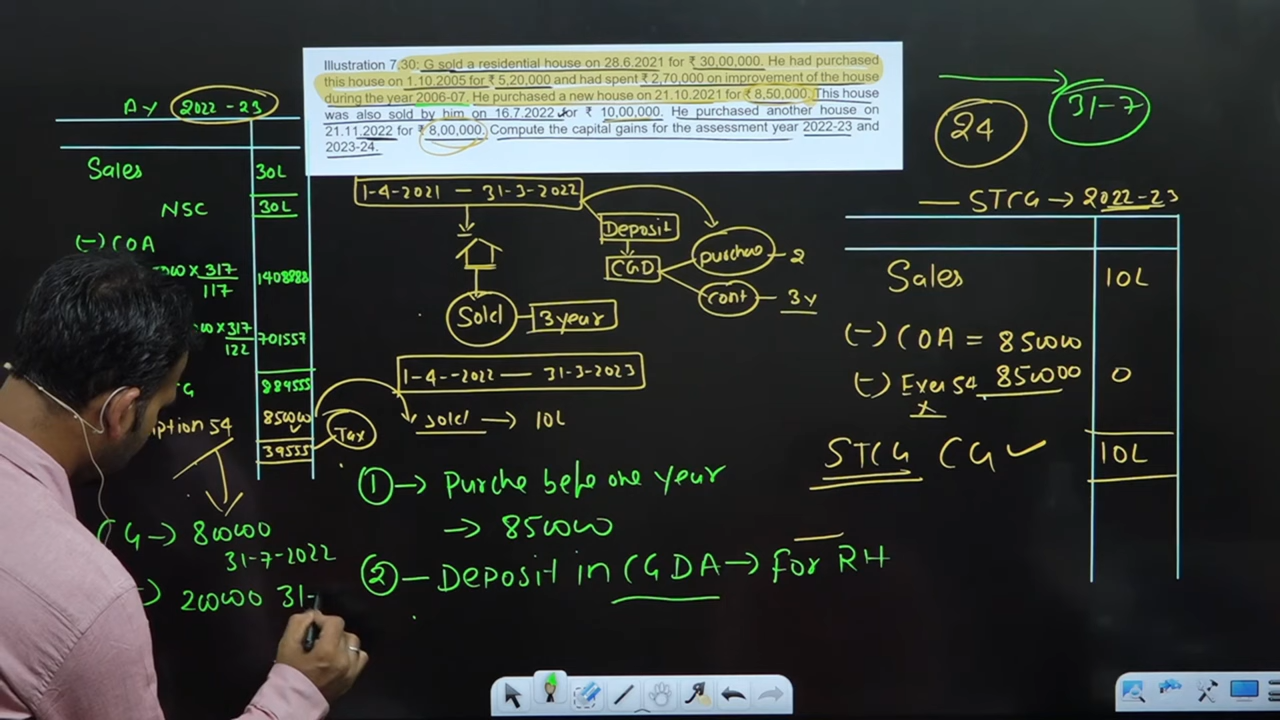 Illustration 7.30: G sold a residential house on 28.6.2021 for ₹ 30,00,000. He had purchased
this house on 1.10.2005 for ₹ 5,20,000 and had spent ₹ 2,70,000 on improvement of the house
during the year 2006-07. He purchased a new house on 21.10.2021 for ₹ 8,50,000. This house
was also sold by him on 16.7.2022 for ₹ 10,00,000. He purchased another house on
21.11.2022 for ₹ 8,00,000. Compute the capital gains for the assessment year 2022-23 and
2023-24.
AY 2022-23
Sales 30L
NSC 30L
(-) COA
317/117 1408888
x 317/122 701557
889555
ption 54 850000
39555
Tax
G → 800000
31-7-2022
200000 31-
1-4-2021 — 31-3-2022
Deposit
CGD
purchao - 2
Cont - 3y
Sold - 3 year
1-4--2022 — 31-3-2023
Sold → 10L
① → Purche befe one year
→ 850000
② - Deposit in CGDA → For RH
24
31-7
— STCG → 2022-23
Sales 10L
(-) COA = 850000
(-) Exem 54 850000 0
x
STCG CG ✓ 10L